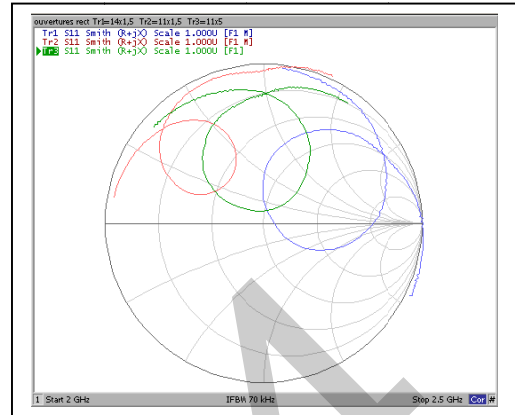 ouvertures rect Tr1=14x1,5 Tr2=11x1,5 Tr3=11x5
Tr1 S11 Smith (R+jX) Scale 1.000U [F1 M]
Tr2 S11 Smith (R+jX) Scale 1.000U [F1 M]
Tr3 S11 Smith (R+jX) Scale 1.000U [F1]
1 Start 2 GHz IFBW 70 kHz Stop 2.5 GHz Cor #